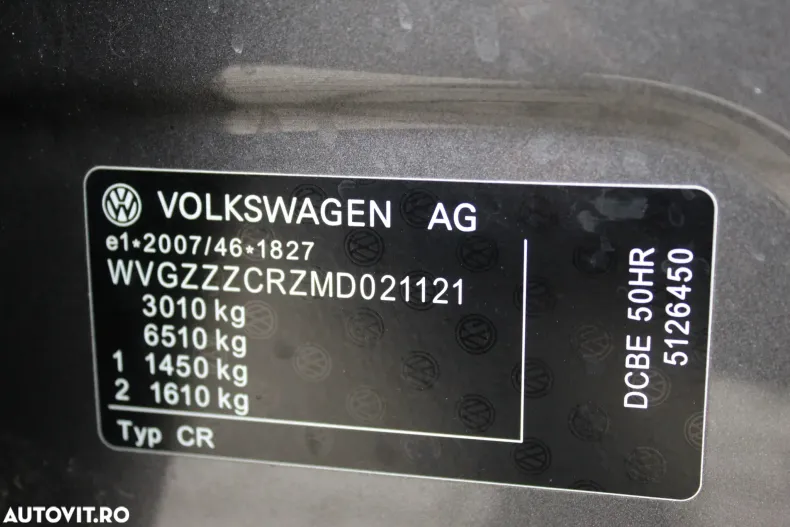 VOLKSWAGEN AG
e1*2007/46*1827
WVGZZZCRZMD021121
3010 kg
6510 kg
1 1450 kg
2 1610 kg
Typ CR
DCBE 50HR
5126450
AUTOVIT.RO